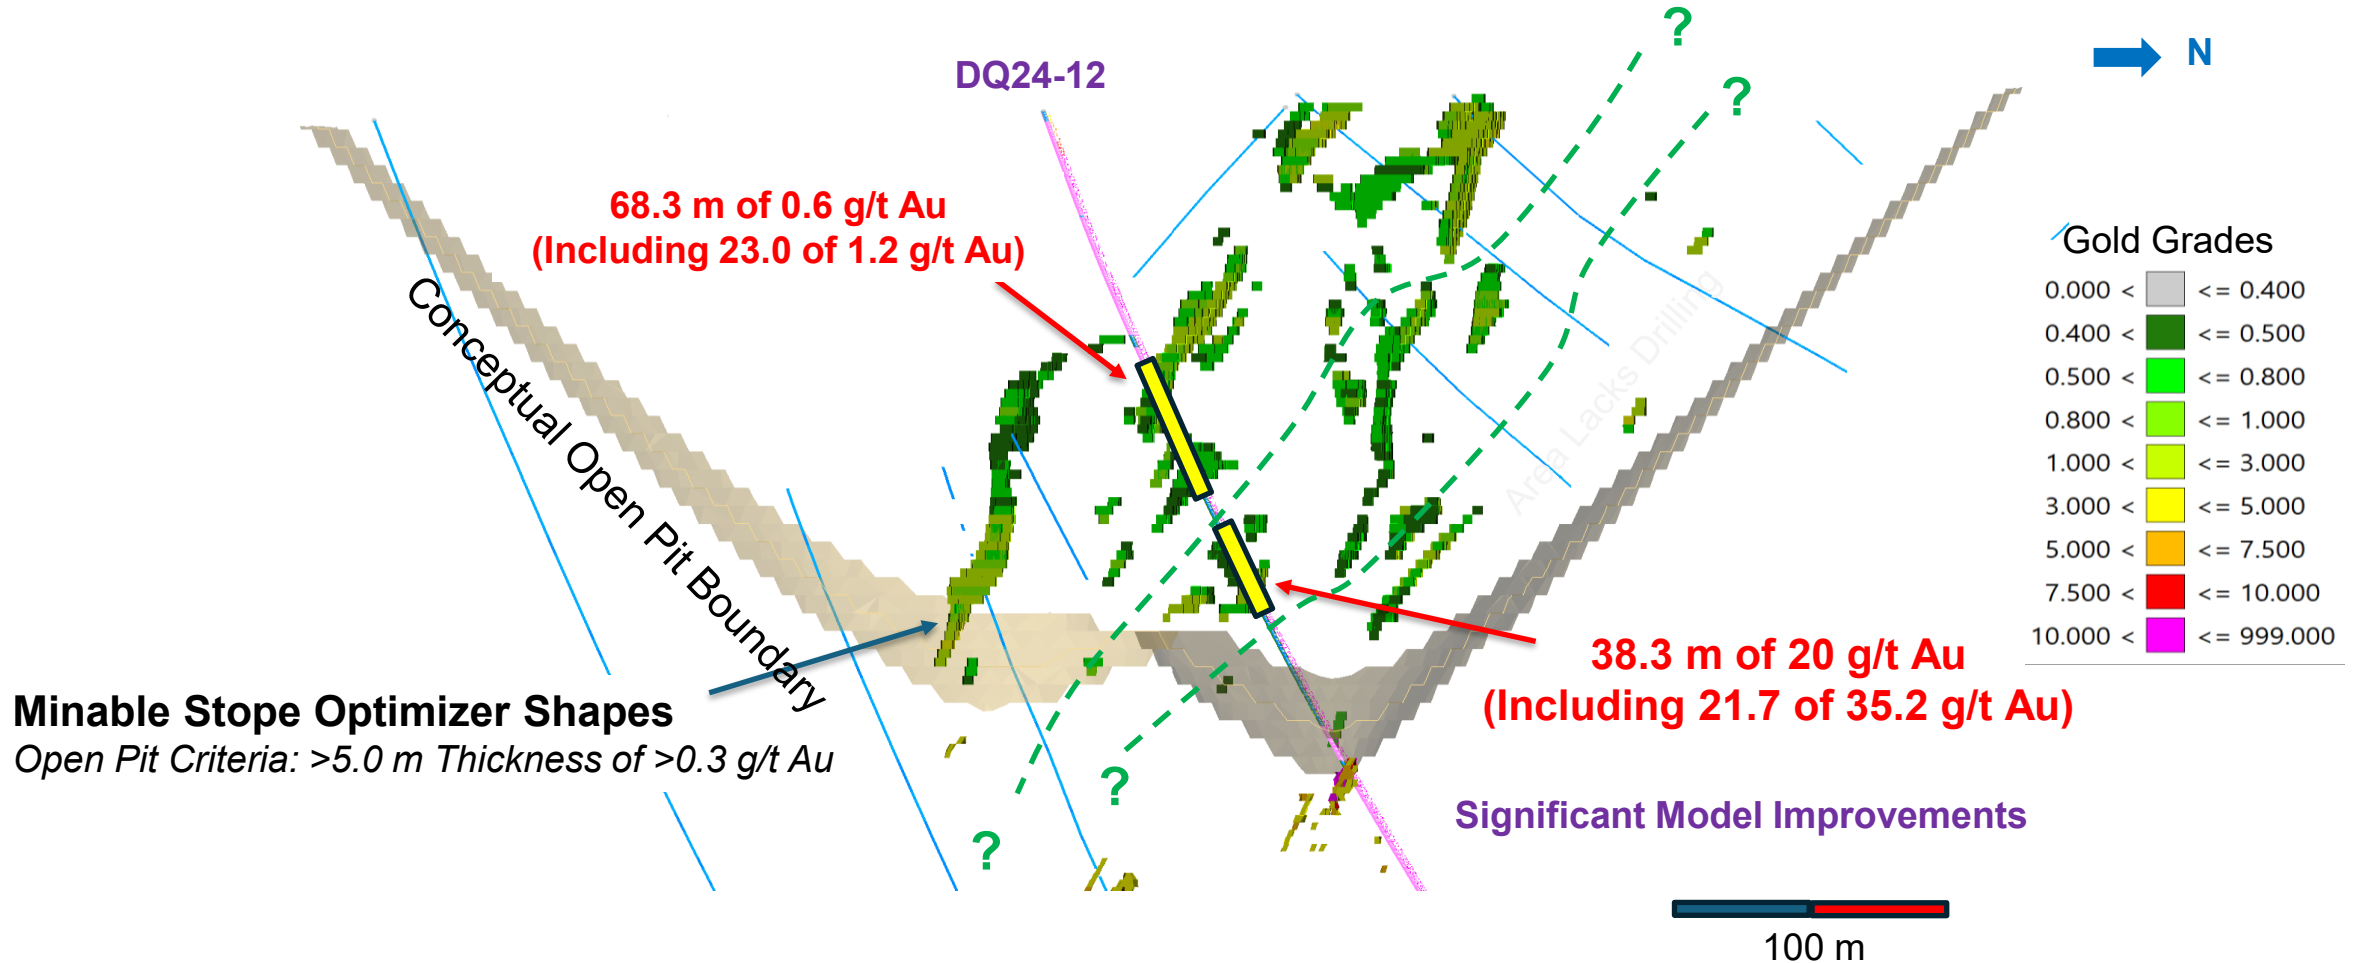 ?
N
DQ24-12
?
68.3 m of 0.6 g/t Au
(Including 23.0 of 1.2 g/t Au)
Conceptual Open Pit Boundary
Area Lacks Drilling
Gold Grades
0.000 < <= 0.400
0.400 < <= 0.500
0.500 < <= 0.800
0.800 < <= 1.000
1.000 < <= 3.000
3.000 < <= 5.000
5.000 < <= 7.500
7.500 < <= 10.000
10.000 < <= 999.000
38.3 m of 20 g/t Au
(Including 21.7 of 35.2 g/t Au)
Minable Stope Optimizer Shapes
Open Pit Criteria: >5.0 m Thickness of >0.3 g/t Au
?
Significant Model Improvements
?
100 m